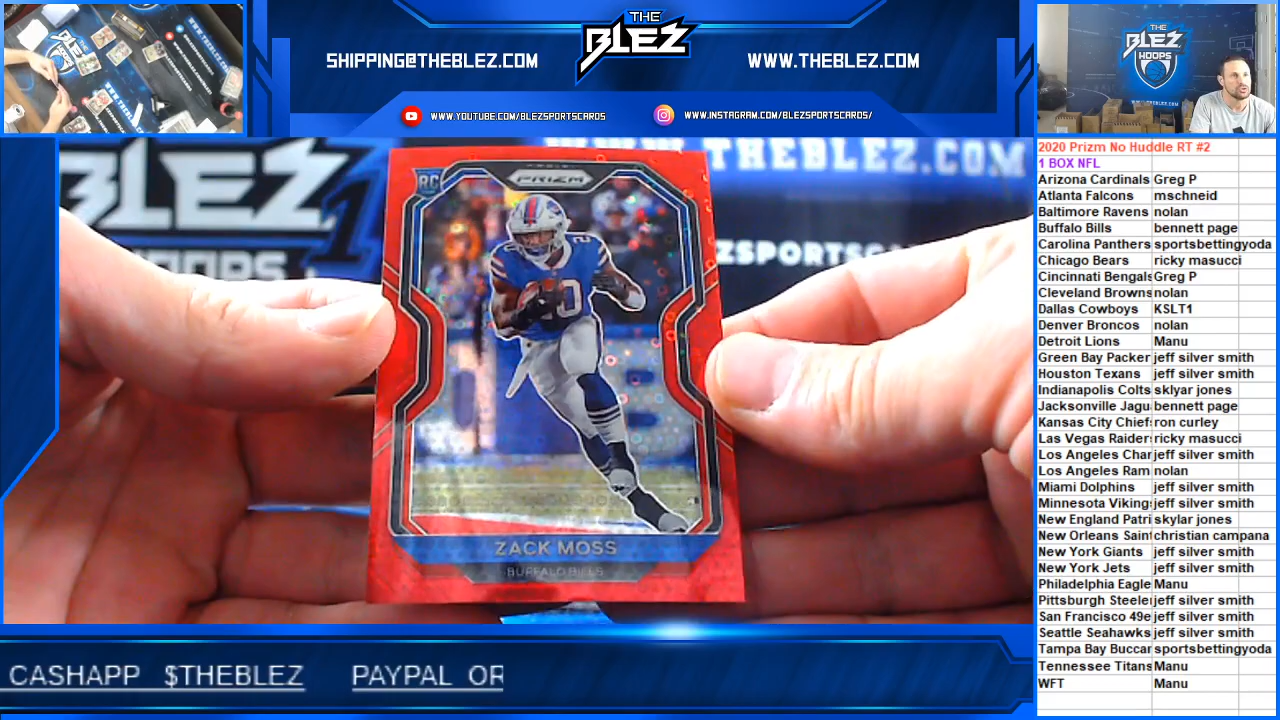 THE
BLEZ
SHIPPING@THEBLEZ.COM
WWW.THEBLEZ.COM
WWW.YOUTUBE.COM/BLEZSPORTSCARDS
WWW.INSTAGRAM.COM/BLEZSPORTSCARDS/
THE
BLEZ
HOOPS
BLEZ
HOOPS
WWW.THEBLEZ.COM
ZSPORTSCA
RC
PRIZM
20
ZACK MOSS
BUFFALO BILLS
2020 Prizm No Huddle RT #2
1 BOX NFL
Arizona Cardinals Greg P
Atlanta Falcons mschneid
Baltimore Ravens nolan
Buffalo Bills bennett page
Carolina Panthers sportsbettingyoda
Chicago Bears ricky masucci
Cincinnati Bengals Greg P
Cleveland Browns nolan
Dallas Cowboys KSLT1
Denver Broncos nolan
Detroit Lions Manu
Green Bay Packer jeff silver smith
Houston Texans jeff silver smith
Indianapolis Colts sklyar jones
Jacksonville Jagu bennett page
Kansas City Chief ron curley
Las Vegas Raider ricky masucci
Los Angeles Char jeff silver smith
Los Angeles Ram nolan
Miami Dolphins jeff silver smith
Minnesota Viking jeff silver smith
New England Patri skylar jones
New Orleans Saint christian campana
New York Giants jeff silver smith
New York Jets jeff silver smith
Philadelphia Eagle Manu
Pittsburgh Steele jeff silver smith
San Francisco 49e jeff silver smith
Seattle Seahawks jeff silver smith
Tampa Bay Buccan sportsbettingyoda
Tennessee Titans Manu
WFT Manu
CASHAPP $THEBLEZ PAYPAL OR